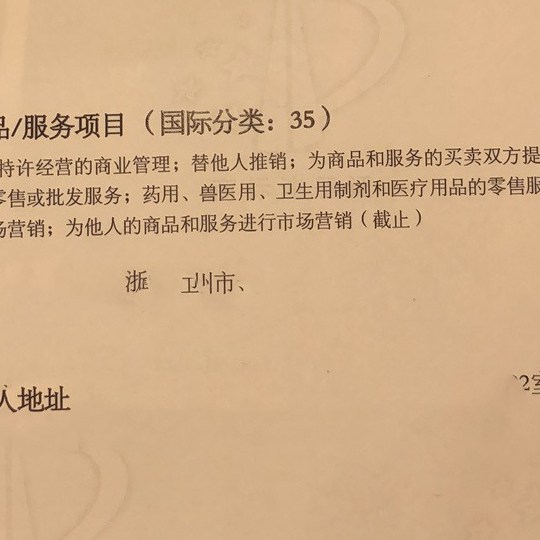 品/服务项目（国际分类：35）
特许经营的商业管理；替他人推销；为商品和服务的买卖双方提
零售或批发服务；药用、兽医用、卫生用制剂和医疗用品的零售服
场营销；为他人的商品和服务进行市场营销（截止）
州市、
2室
人地址